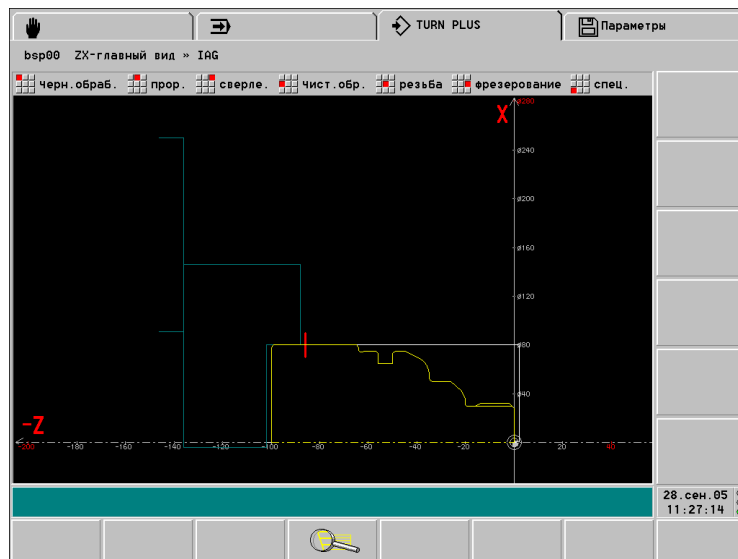 TURN PLUS Параметры
bsp00 ZX-главный вид » IAG
Черн.обраб. прор. сверле. Чист.обр. резьба фрезерование спец.
X
ø240
ø200
ø160
ø120
ø80
ø40
-Z
-200 -180 -160 -140 -120 -100 -80 -60 -40 -20 20 40
28.сен.05
11:27:14